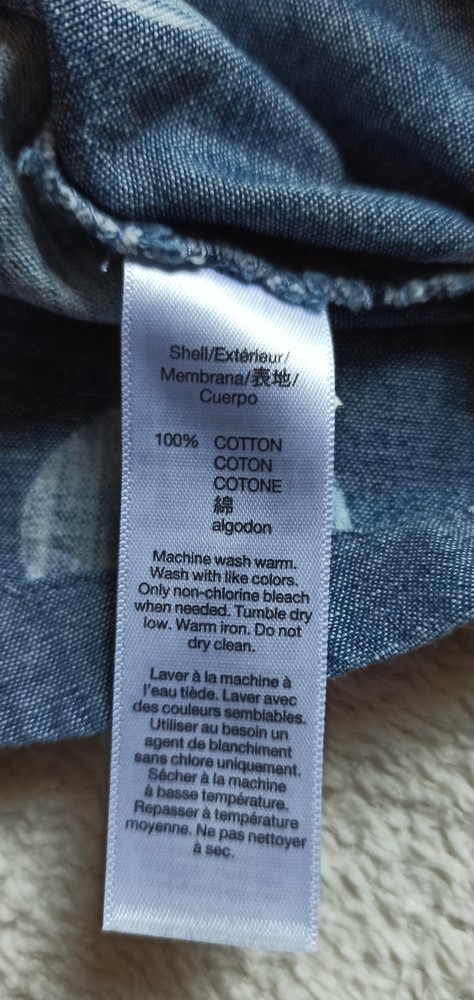 Shell/Extérieur/
Membrana/表地/
Cuerpo
100% COTTON
COTON
COTONE
綿
algodon
Machine wash warm.
Wash with like colors.
Only non-chlorine bleach
when needed. Tumble dry
low. Warm iron. Do not
dry clean.
Laver à la machine à
l'eau tiède. Laver avec
des couleurs semblables.
Utiliser au besoin un
agent de blanchiment
sans chlore uniquement.
Sécher à la machine
à basse température.
Repasser à température
moyenne. Ne pas nettoyer
à sec.